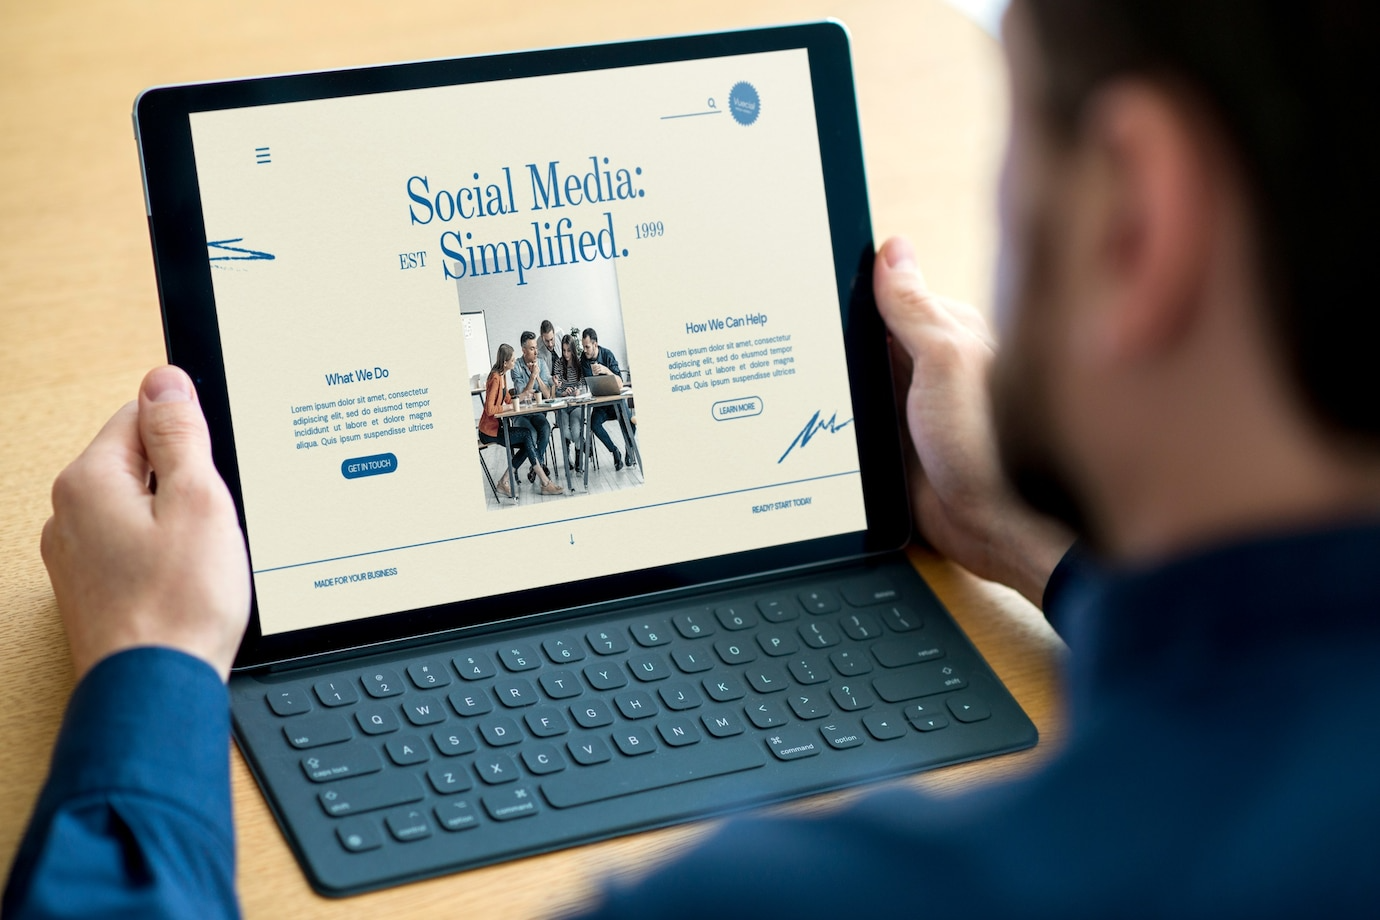 Social Media:
EST Simplified. 1999
What We Do
Lorem ipsum dolor sit amet, consectetur
adipiscing elit, sed do eiusmod tempor
incididunt ut labore et dolore magna
aliqua. Quis ipsum suspendisse ultrices
GET IN TOUCH
How We Can Help
Lorem ipsum dolor sit amet, consectetur
adipiscing elit, sed do eiusmod tempor
incididunt ut labore et dolore magna
aliqua. Quis ipsum suspendisse ultrices
LEARN MORE
MADE FOR YOUR BUSINESS
READY? START TODAY
~ ! @ # $ % ^ & * ( )
1 2 3 4 5 6 7 8 9 0
delete
tab Q W E R T Y U I O P { } |
caps lock A S D F G H J K L : " return
shift Z X C V B N M < > ? shift
control option command command option